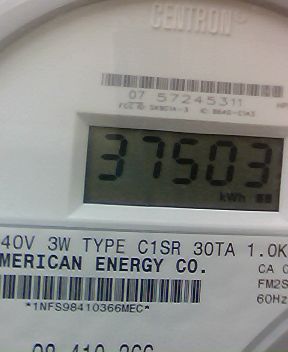 CENTRON®
07 57245311
37503
kWh
40V 3W TYPE C1SR 30TA 1.0K
MERICAN ENERGY CO.
CA 0
FM2S
60Hz
*1NFS98410366MEC*